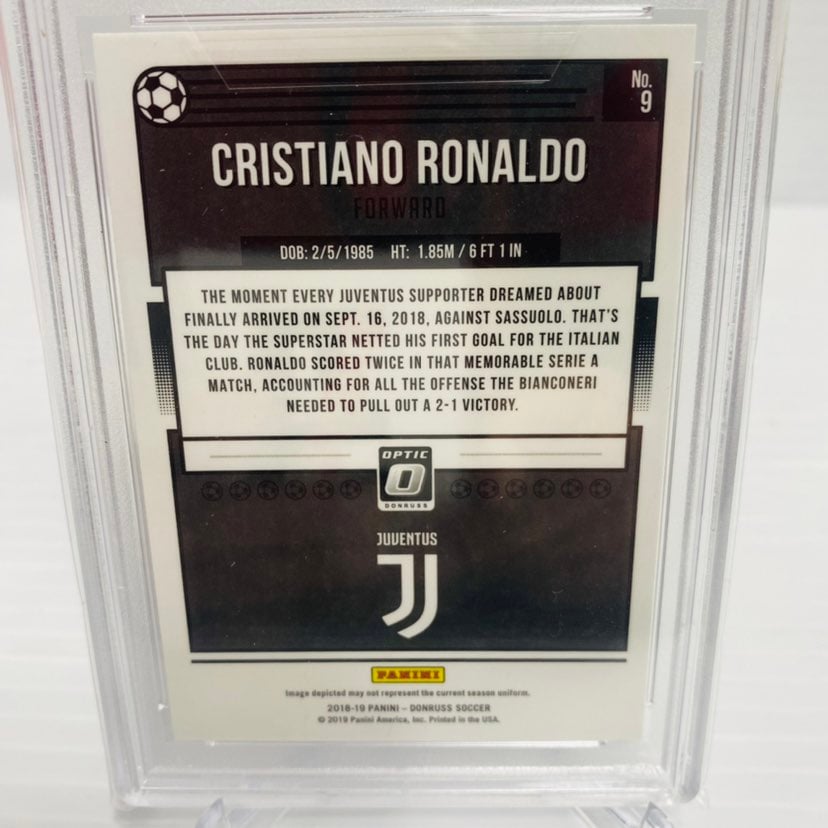 No.
9
CRISTIANO RONALDO
FORWARD
DOB: 2/5/1985 HT: 1.85M / 6 FT 1 IN
THE MOMENT EVERY JUVENTUS SUPPORTER DREAMED ABOUT
FINALLY ARRIVED ON SEPT. 16, 2018, AGAINST SASSUOLO. THAT'S
THE DAY THE SUPERSTAR NETTED HIS FIRST GOAL FOR THE ITALIAN
CLUB. RONALDO SCORED TWICE IN THAT MEMORABLE SERIE A
MATCH, ACCOUNTING FOR ALL THE OFFENSE THE BIANCONERI
NEEDED TO PULL OUT A 2-1 VICTORY.
OPTIC
O
DONRUSS
JUVENTUS
J
PANINI
Image depicted may not represent the current season uniform.
2018-19 PANINI – DONRUSS SOCCER
© 2019 Panini America, Inc. Printed in the USA.